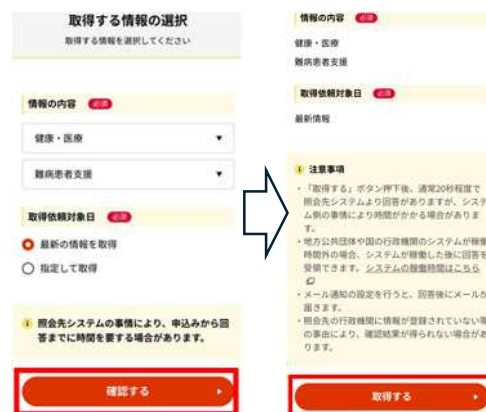 取得する情報の選択
取得する情報を選択してください
情報の内容 必須
健康・医療
難病患者支援
取得依頼対象日 必須
最新の情報を取得
指定して取得
照会先システムの事情により、申込みから回
答までに時間を要する場合があります。
確認する
情報の内容 必須
健康・医療
難病患者支援
取得依頼対象日 必須
最新情報
注意事項
・「取得する」ボタン押下後、通常20秒程度で
照会先システムより回答がありますが、システ
ム側の事情により時間がかかる場合がありま
す。
・地方公共団体や国の行政機関のシステムが稼働
時間外の場合、システムが稼働した後に回答を
受領できます。システムの稼働時間はこちら
・メール通知の設定を行うと、回答後にメールが
届きます。
・照会先の行政機関に情報が登録されていない等
の事由により、確認結果が得られない場合があ
ります。
取得する